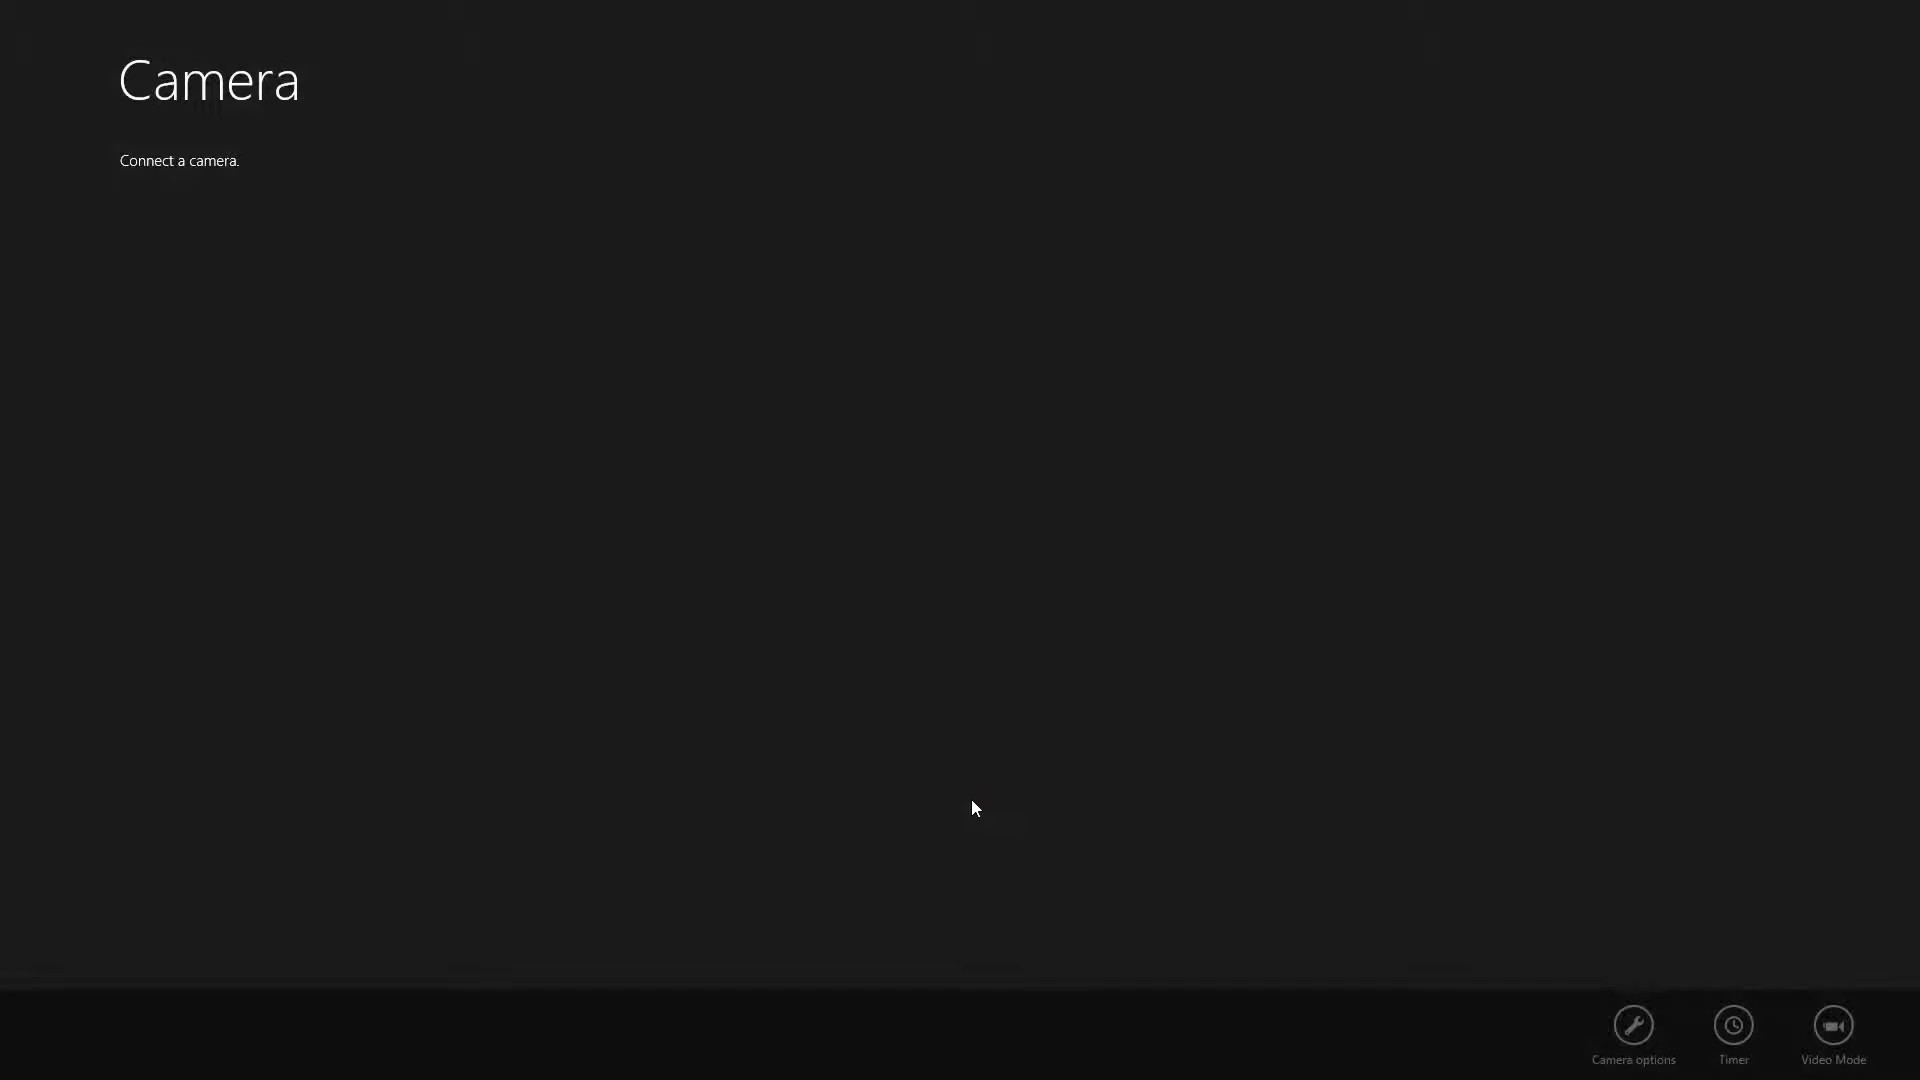 Camera
Connect a camera.
Camera options
Timer
Video Mode